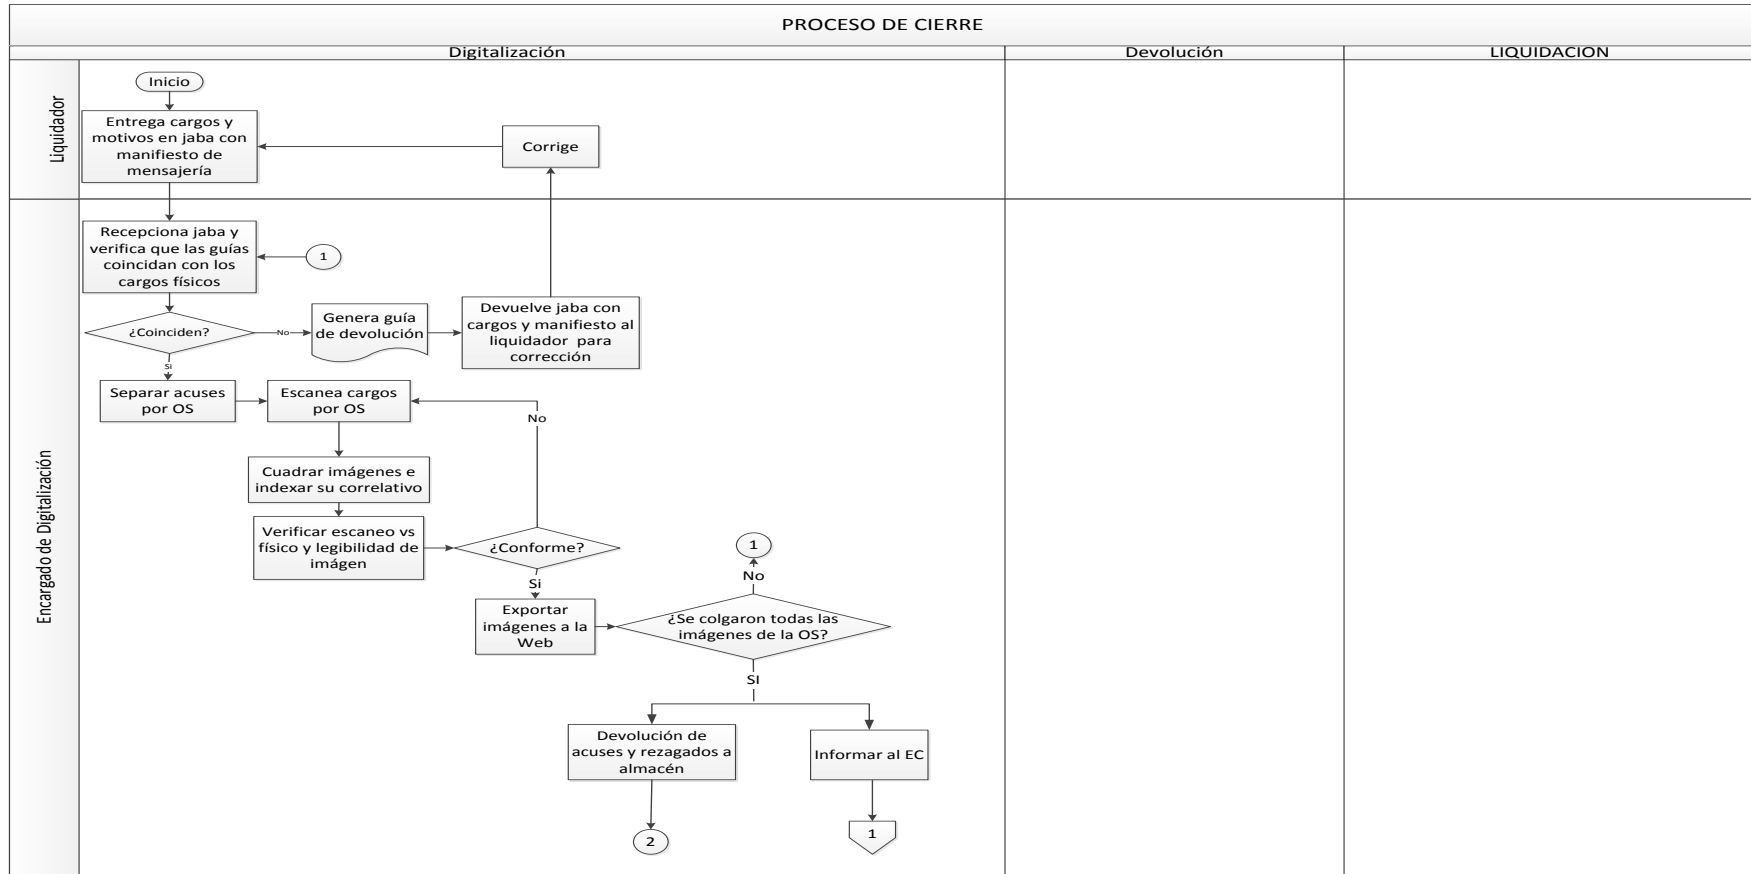 PROCESO DE CIERRE
Digitalización
Devolución
LIQUIDACION
Liquidador
Inicio
Entrega cargos y
motivos en jaba con
manifiesto de
mensajería
Corrige
Encargado de Digitalización
Recepciona jaba y
verifica que las guías
coincidan con los
cargos físicos
1
¿Coinciden?
No
Genera guía
de devolución
Devuelve jaba con
cargos y manifiesto al
liquidador para
corrección
Si
Separar acuses
por OS
Escanea cargos
por OS
No
Cuadrar imágenes e
indexar su correlativo
Verificar escaneo vs
físico y legibilidad de
imágen
¿Conforme?
Si
1
No
Exportar
imágenes a la
Web
¿Se colgaron todas las
imágenes de la OS?
SI
Devolución de
acuses y rezagados a
almacén
Informar al EC
2
1